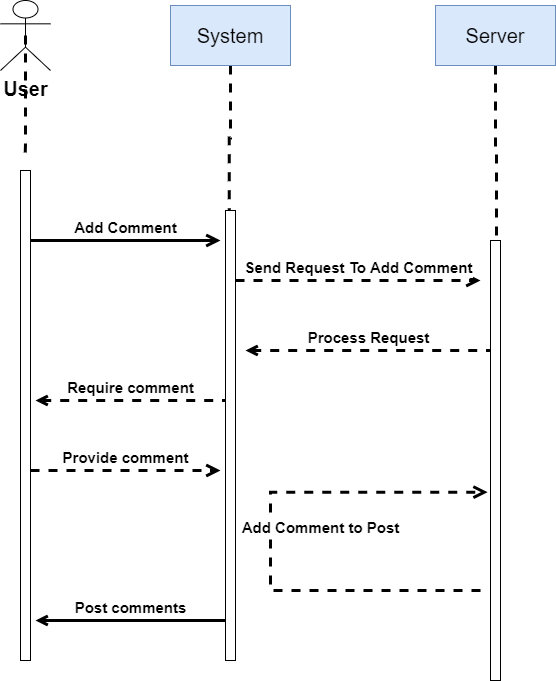 System
Server
User
Add Comment
Send Request To Add Comment
Process Request
Require comment
Provide comment
Add Comment to Post
Post comments